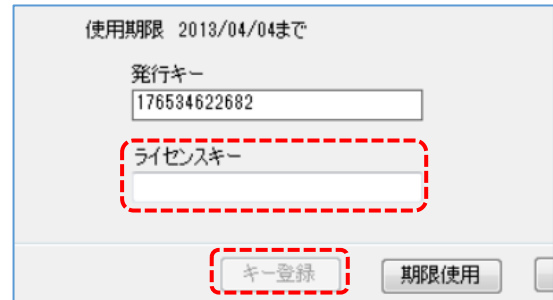 使用期限 2013/04/04まで
発行キー
176534622682
ライセンスキー
キー登録 期限使用